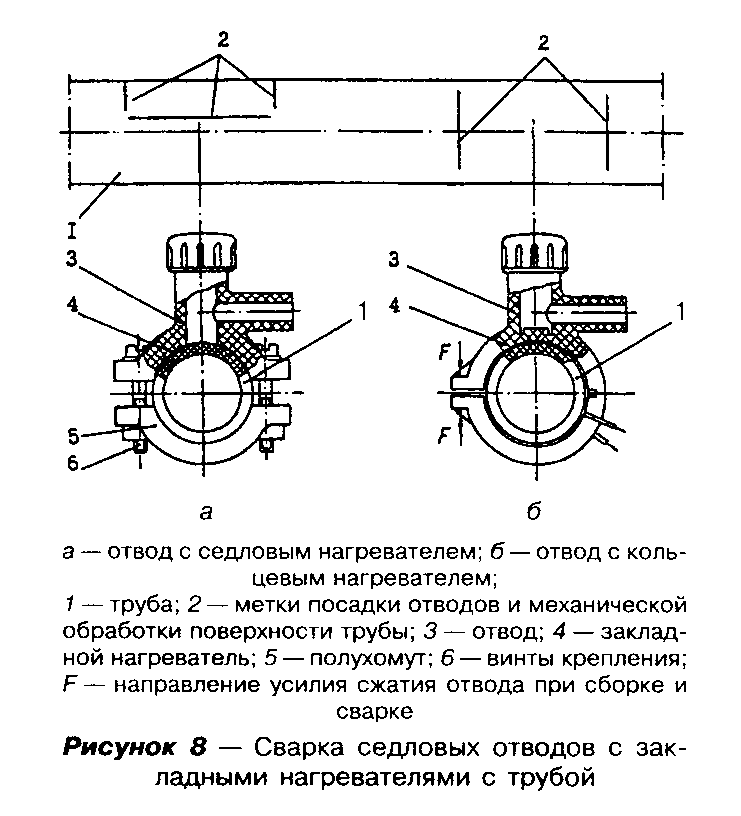 2
2
I
3
4
1
5
6
3
4
1
F
F
а
б
а — отвод с седловым нагревателем; б — отвод с коль-
цевым нагревателем;
1 — труба; 2 — метки посадки отводов и механической
обработки поверхности трубы; 3 — отвод; 4 — заклад-
ной нагреватель; 5 — полухомут; 6 — винты крепления;
F — направление усилия сжатия отвода при сборке и
сварке
Рисунок 8 — Сварка седловых отводов с зак-
ладными нагревателями с трубой